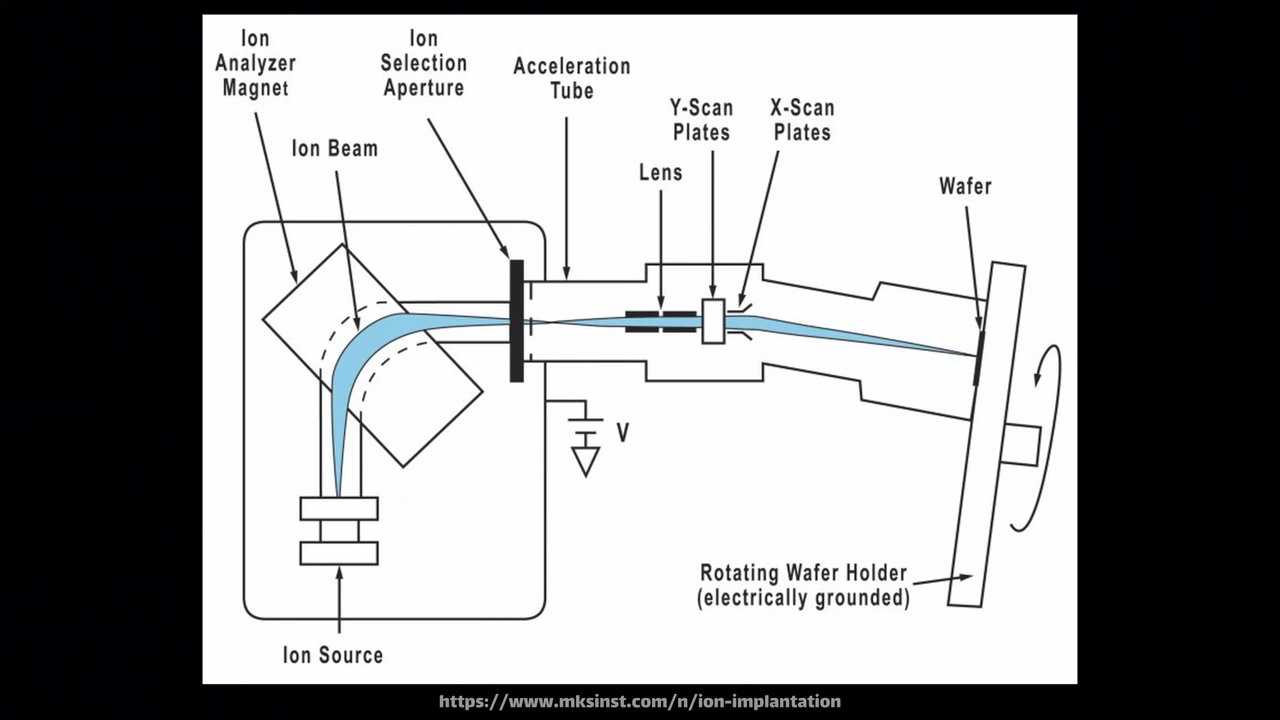 Ion
Analyzer
Magnet
Ion
Selection
Aperture
Acceleration
Tube
Y-Scan
Plates
X-Scan
Plates
Ion Beam
Lens
Wafer
V
Rotating Wafer Holder
(electrically grounded)
Ion Source
https://www.mksinst.com/n/ion-implantation